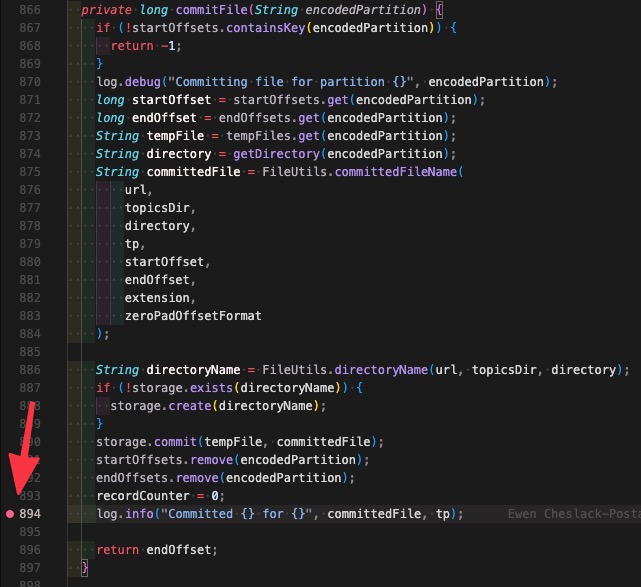 866 private long commitFile(String encodedPartition) {
867 if (!startOffsets.containsKey(encodedPartition)) {
868 return -1;
869 }
870 log.debug("Committing file for partition {}", encodedPartition);
871 long startOffset = startOffsets.get(encodedPartition);
872 long endOffset = endOffsets.get(encodedPartition);
873 String tempFile = tempFiles.get(encodedPartition);
874 String directory = getDirectory(encodedPartition);
875 String committedFile = FileUtils.committedFileName(
876 url,
877 topicsDir,
878 directory,
879 tp,
880 startOffset,
881 endOffset,
882 extension,
883 zeroPadOffsetFormat
884 );
885
886 String directoryName = FileUtils.directoryName(url, topicsDir, directory);
887 if (!storage.exists(directoryName)) {
888 storage.create(directoryName);
889 }
890 storage.commit(tempFile, committedFile);
891 startOffsets.remove(encodedPartition);
892 endOffsets.remove(encodedPartition);
893 recordCounter = 0;
894 log.info("Committed {} for {}", committedFile, tp); Ewen Cheslack-Posta
895
896 return endOffset;
897 }
898